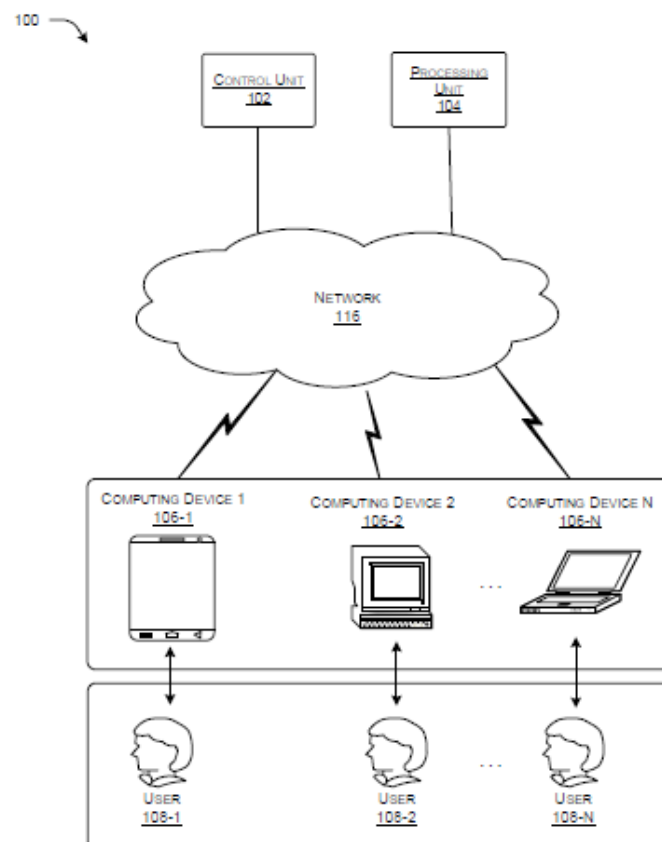 100
CONTROL UNIT
102
PROCESSING
UNIT
104
NETWORK
116
COMPUTING DEVICE 1
106-1
COMPUTING DEVICE 2
106-2
COMPUTING DEVICE N
106-N
...
USER
108-1
USER
108-2
...
USER
108-N